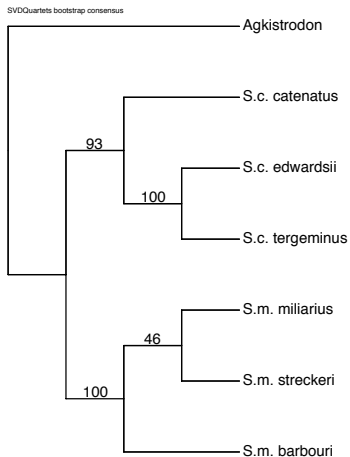 SVDQuartets bootstrap consensus
Agkistrodon
S.c. catenatus
93
S.c. edwardsii
100
S.c. tergeminus
S.m. miliarius
46
S.m. streckeri
100
S.m. barbouri